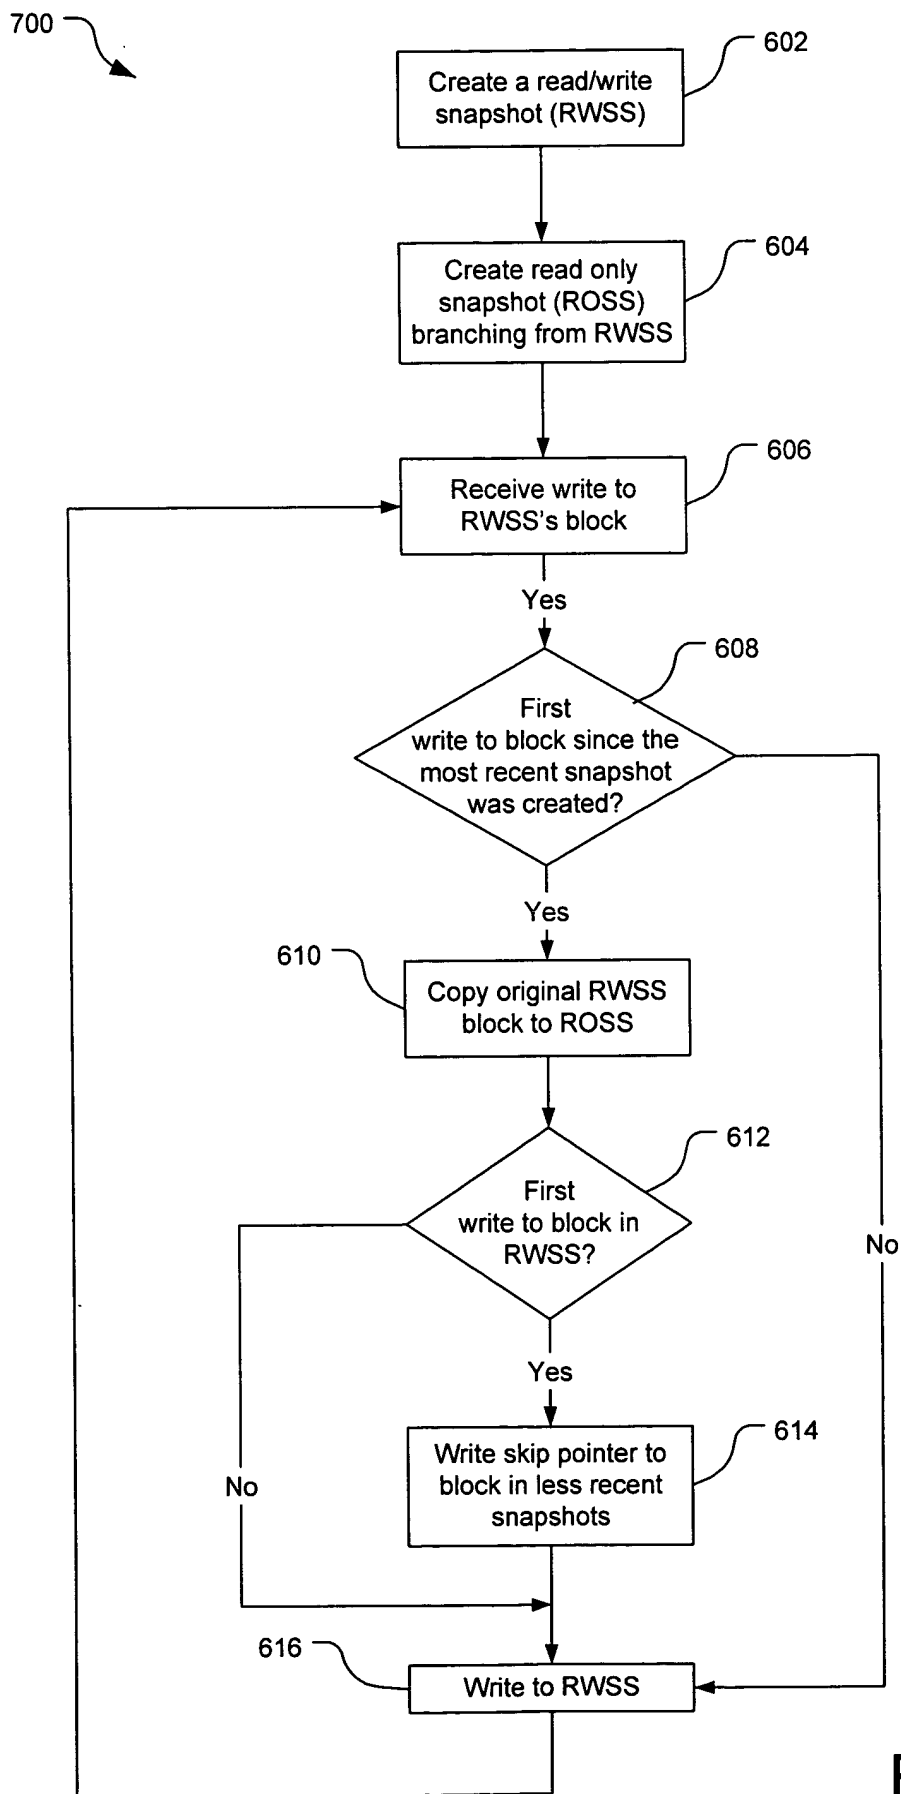 700
602
Create a read/write
snapshot (RWSS)
604
Create read only
snapshot (ROSS)
branching from RWSS
606
Receive write to
RWSS's block
Yes
608
First
write to block since the
most recent snapshot
was created?
Yes
610
Copy original RWSS
block to ROSS
612
First
write to block in
RWSS?
No
Yes
614
Write skip pointer to
block in less recent
snapshots
No
616
Write to RWSS